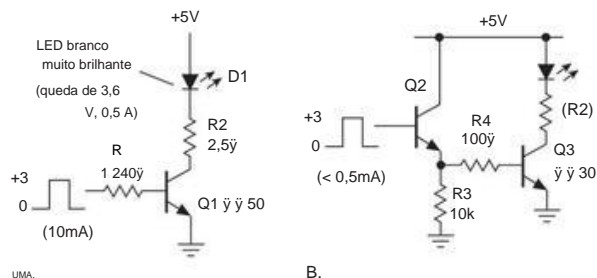 +5V
LED branco
muito brilhante
(queda de 3,6
V, 0,5 A)
D1
R2
2,5ÿ
R
1 240ÿ
+3
0
(10mA)
Q1 ÿ ÿ 50
UMA.
+5V
Q2
(R2)
R4
100ÿ
+3
0
(< 0,5mA)
Q3
ÿ ÿ 30
R3
10k
B.